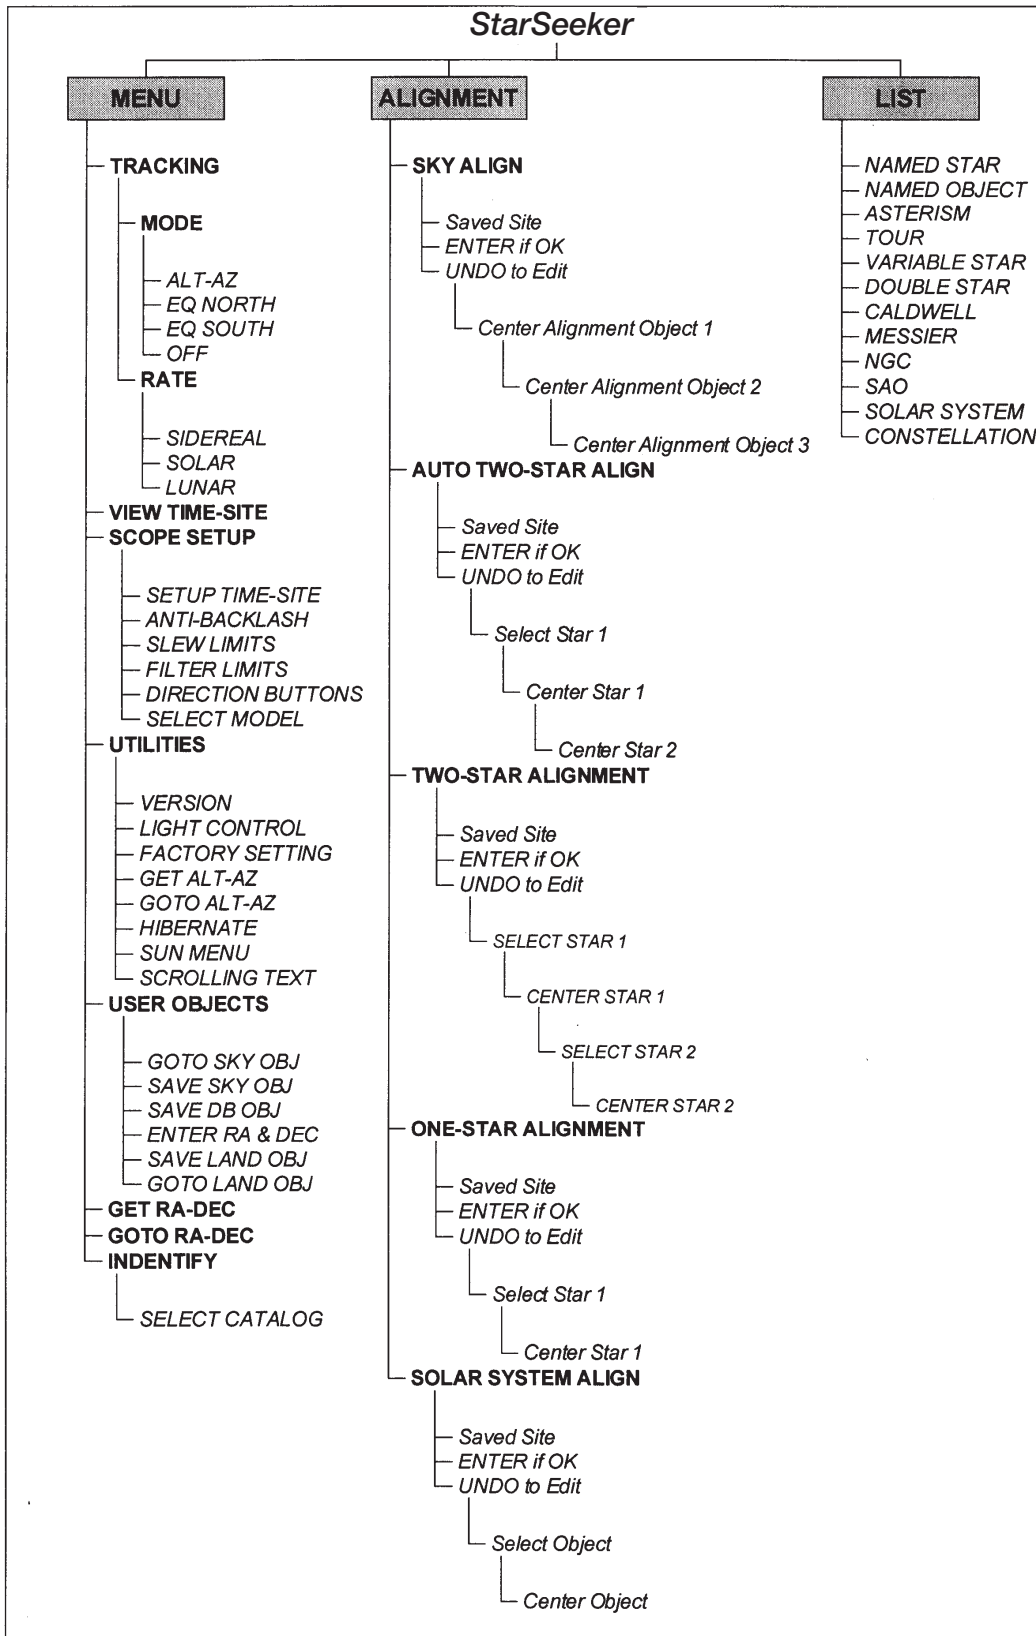 StarSeeker
MENU
TRACKING
MODE
ALT-AZ
EQ NORTH
EQ SOUTH
OFF
RATE
SIDEREAL
SOLAR
LUNAR
VIEW TIME-SITE
SCOPE SETUP
SETUP TIME-SITE
ANTI-BACKLASH
SLEW LIMITS
FILTER LIMITS
DIRECTION BUTTONS
SELECT MODEL
UTILITIES
VERSION
LIGHT CONTROL
FACTORY SETTING
GET ALT-AZ
GOTO ALT-AZ
HIBERNATE
SUN MENU
SCROLLING TEXT
USER OBJECTS
GOTO SKY OBJ
SAVE SKY OBJ
SAVE DB OBJ
ENTER RA & DEC
SAVE LAND OBJ
GOTO LAND OBJ
GET RA-DEC
GOTO RA-DEC
INDENTIFY
SELECT CATALOG
ALIGNMENT
SKY ALIGN
Saved Site
ENTER if OK
UNDO to Edit
Center Alignment Object 1
Center Alignment Object 2
Center Alignment Object 3
AUTO TWO-STAR ALIGN
Saved Site
ENTER if OK
UNDO to Edit
Select Star 1
Center Star 1
Center Star 2
TWO-STAR ALIGNMENT
Saved Site
ENTER if OK
UNDO to Edit
SELECT STAR 1
CENTER STAR 1
SELECT STAR 2
CENTER STAR 2
ONE-STAR ALIGNMENT
Saved Site
ENTER if OK
UNDO to Edit
Select Star 1
Center Star 1
SOLAR SYSTEM ALIGN
Saved Site
ENTER if OK
UNDO to Edit
Select Object
Center Object
LIST
NAMED STAR
NAMED OBJECT
ASTERISM
TOUR
VARIABLE STAR
DOUBLE STAR
CALDWELL
MESSIER
NGC
SAO
SOLAR SYSTEM
CONSTELLATION